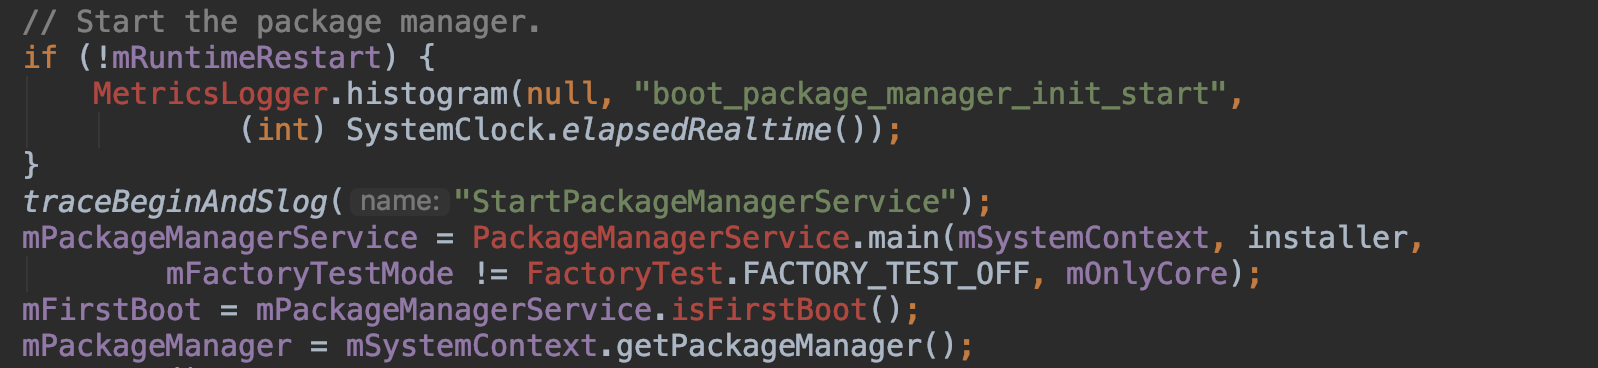 // Start the package manager.
if (!mRuntimeRestart) {
MetricsLogger.histogram(null, "boot_package_manager_init_start",
(int) SystemClock.elapsedRealtime());
}
traceBeginAndSlog( name: "StartPackageManagerService");
mPackageManagerService = PackageManagerService.main(mSystemContext, installer,
mFactoryTestMode != FactoryTest.FACTORY_TEST_OFF, mOnlyCore);
mFirstBoot = mPackageManagerService.isFirstBoot();
mPackageManager = mSystemContext.getPackageManager();